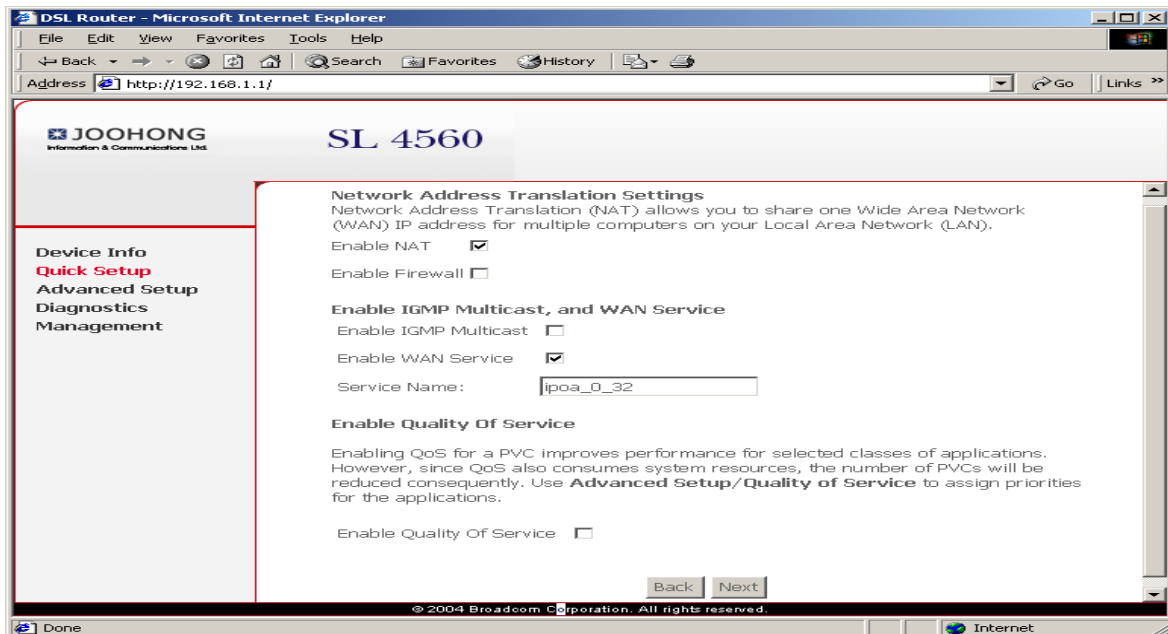 DSL Router - Microsoft Internet Explorer
File Edit View Favorites Tools Help
Back Search Favorites History
Address http://192.168.1.1/ Go Links »
JOOHONG
Information & Communications Ltd.
SL 4560
Device Info
Quick Setup
Advanced Setup
Diagnostics
Management
Network Address Translation Settings
Network Address Translation (NAT) allows you to share one Wide Area Network
(WAN) IP address for multiple computers on your Local Area Network (LAN).
Enable NAT
Enable Firewall
Enable IGMP Multicast, and WAN Service
Enable IGMP Multicast
Enable WAN Service
Service Name: ipoa_0_32
Enable Quality Of Service
Enabling QoS for a PVC improves performance for selected classes of applications.
However, since QoS also consumes system resources, the number of PVCs will be
reduced consequently. Use Advanced Setup/Quality of Service to assign priorities
for the applications.
Enable Quality Of Service
Back Next
© 2004 Broadcom Corporation. All rights reserved.
Done Internet